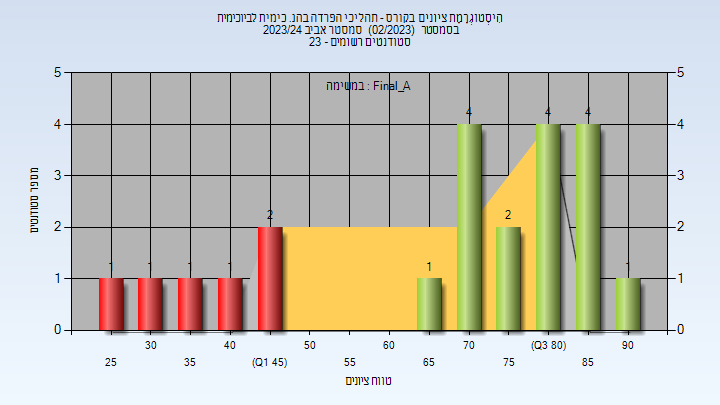 היסטוגרמת ציונים בקורס - תהליכי הפרדה בהנ. כימית לביוכימית
בסמסטר (02/2023) סמסטר אביב 2023/24
סטודנטים רשומים - 23
במשימה : Final_A
מספר סטודנטים
5 5
4 4
3 3
2 2
1 1
0 0
1 1 1 1 2 1 4 2 4 4 1
30 40 50 60 70 (Q3 80) 90
25 35 (Q1 45) 55 65 75 85
טווח ציונים